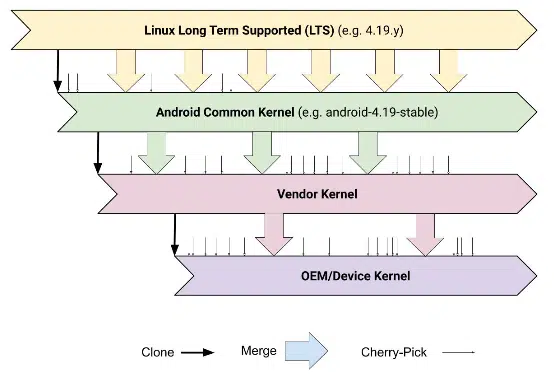 Linux Long Term Supported (LTS) (e.g. 4.19.y)
Android Common Kernel (e.g. android-4.19-stable)
Vendor Kernel
OEM/Device Kernel
Clone
Merge
Cherry-Pick